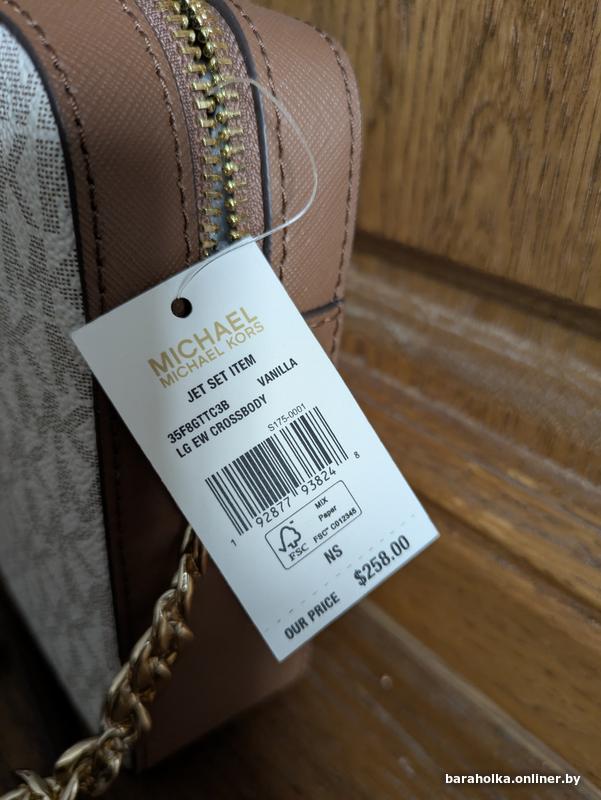 MICHAEL
MICHAEL KORS
JET SET ITEM
35F8GTTC3B VANILLA
LG EW CROSSBODY
S175-0001
1 92877 93824 8
MIX
Paper
FSC FSC® C012345
NS
OUR PRICE $258.00
baraholka.onliner.by